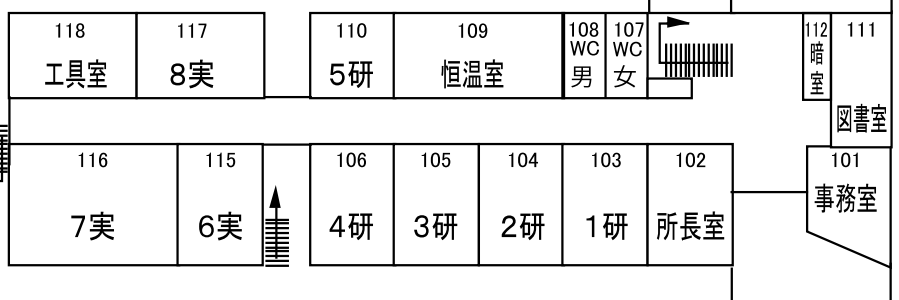 118
工具室
117
8実
110
5研
109
恒温室
108
WC
男
107
WC
女
112
暗
室
111
図書室
116
7実
115
6実
106
4研
105
3研
104
2研
103
1研
102
所長室
101
事務室